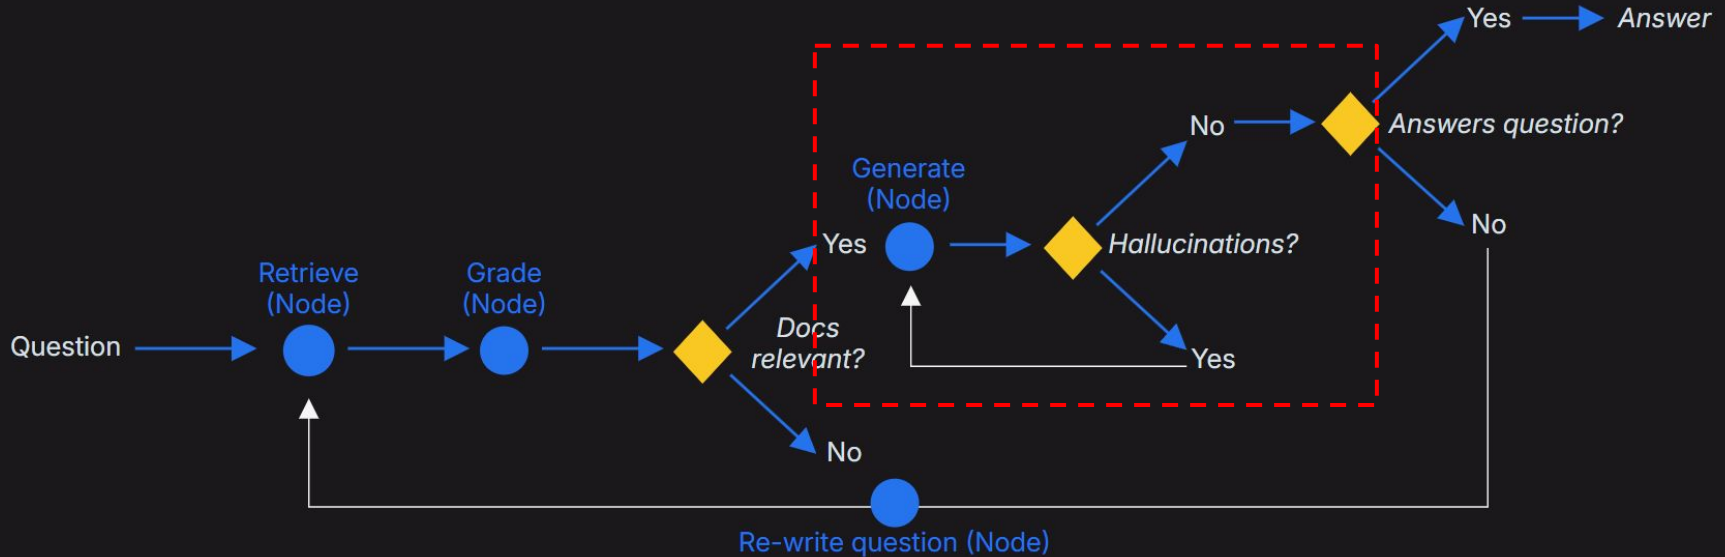 Question
Retrieve
(Node)
Grade
(Node)
Docs
relevant?
Yes
No
Generate
(Node)
Hallucinations?
No
Yes
Answers question?
Yes
Answer
No
Re-write question (Node)